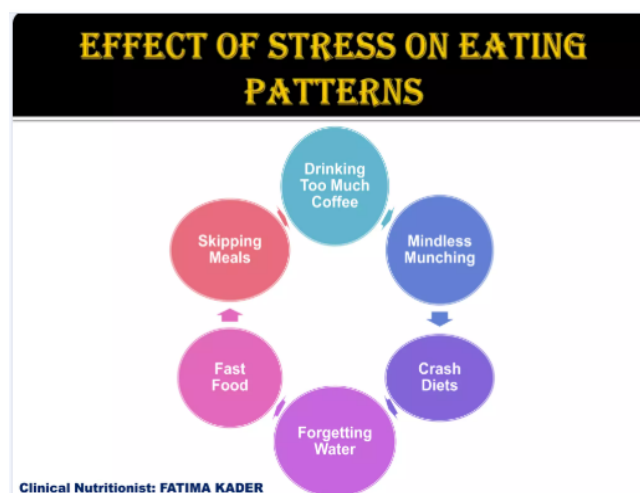 EFFECT OF STRESS ON EATING
PATTERNS
Drinking
Too Much
Coffee
Mindless
Munching
Crash
Diets
Forgetting
Water
Fast
Food
Skipping
Meals
Clinical Nutritionist: FATIMA KADER